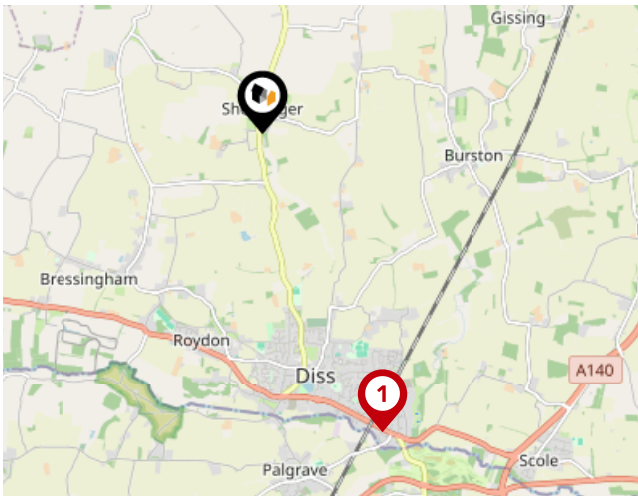 Gissing
Burston
Bressingham
Roydon
Diss
A140
1
Scole
Palgrave